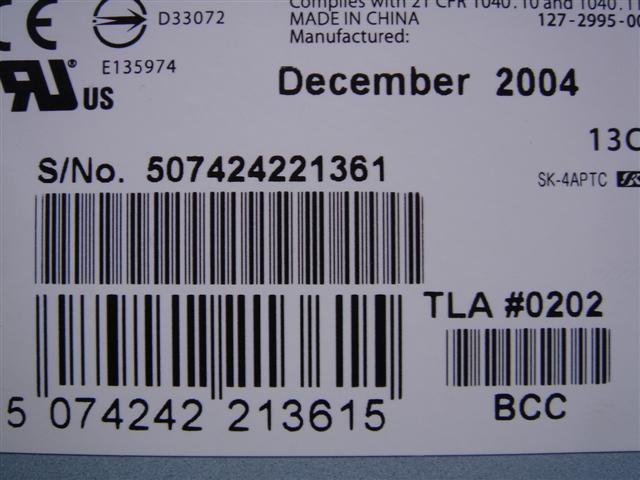 Complies with 21 CFR 1040.10 and 1040.11
D33072
MADE IN CHINA
127-2995-00
Manufactured:
E135974
US
December 2004
13C
S/No. 507424221361
SK-4APTC
TLA #0202
5 074242 213615
BCC